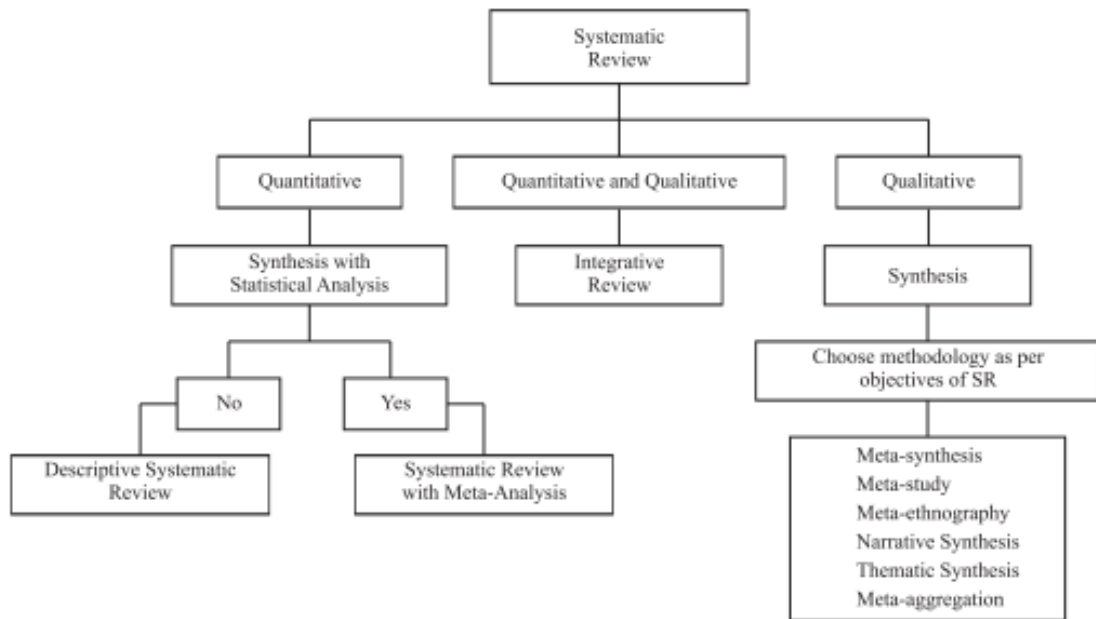 Systematic
Review
Quantitative
Quantitative and Qualitative
Qualitative
Synthesis with
Statistical Analysis
Integrative
Review
Synthesis
Choose methodology as per
objectives of SR
No
Yes
Descriptive Systematic
Review
Systematic Review
with Meta-Analysis
Meta-synthesis
Meta-study
Meta-ethnography
Narrative Synthesis
Thematic Synthesis
Meta-aggregation